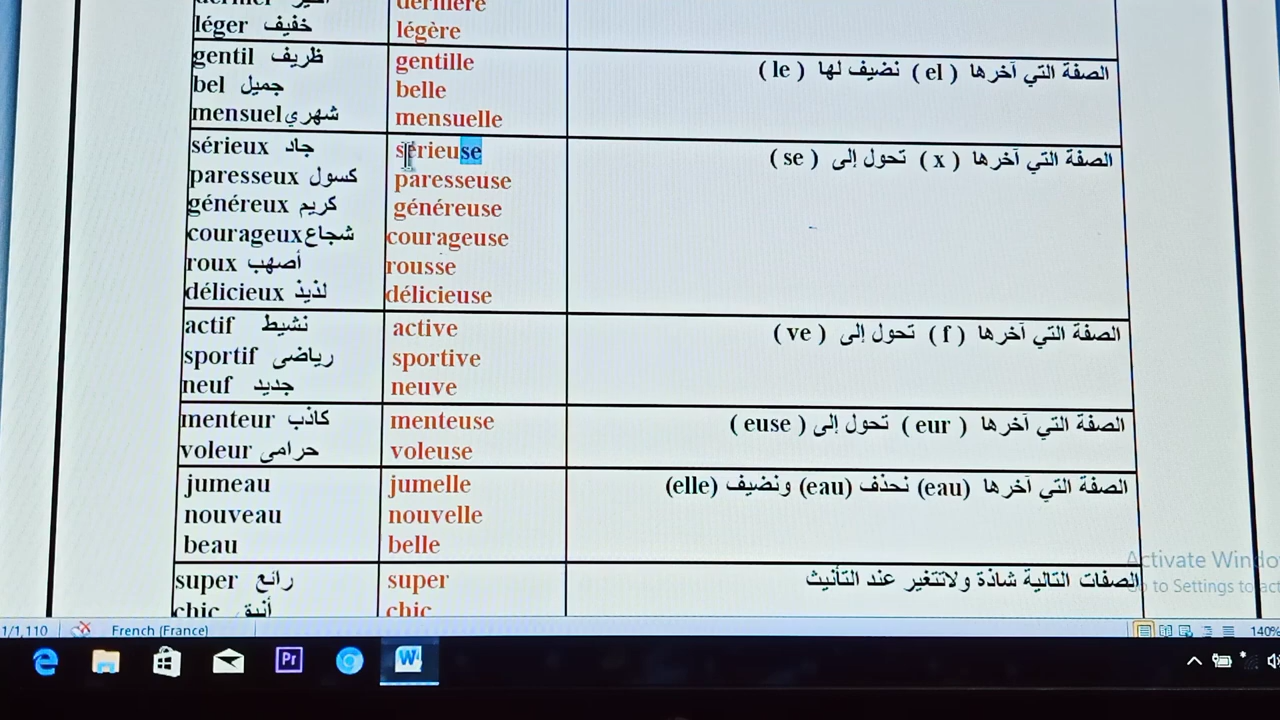 dernière
léger خفيف légère
gentil ظريف gentille الصفة التي آخرها ( el ) نضيف لها ( le )
bel جميل belle
mensuel شهري mensuelle
sérieux جاد sérieuse الصفة التي آخرها ( x ) تحول إلى ( se )
paresseux كسول paresseuse
généreux كريم généreuse
courageux شجاع courageuse
roux أصهب rousse
délicieux لذيذ délicieuse
actif نشيط active الصفة التي آخرها ( f ) تحول إلى ( ve )
sportif رياضى sportive
neuf جديد neuve
menteur كاذب menteuse الصفة التي آخرها ( eur ) تحول إلى ( euse )
voleur حرامى voleuse
jumeau jumelle الصفة التي آخرها (eau) نحذف (eau) ونضيف (elle)
nouveau nouvelle
beau belle
super رائع super الصفات التالية شاذة ولاتتغير عند التأنيث
chic أنيق chic
Activate Windo
to Settings to act
1/1,110 French (France) 140%
Pr
W